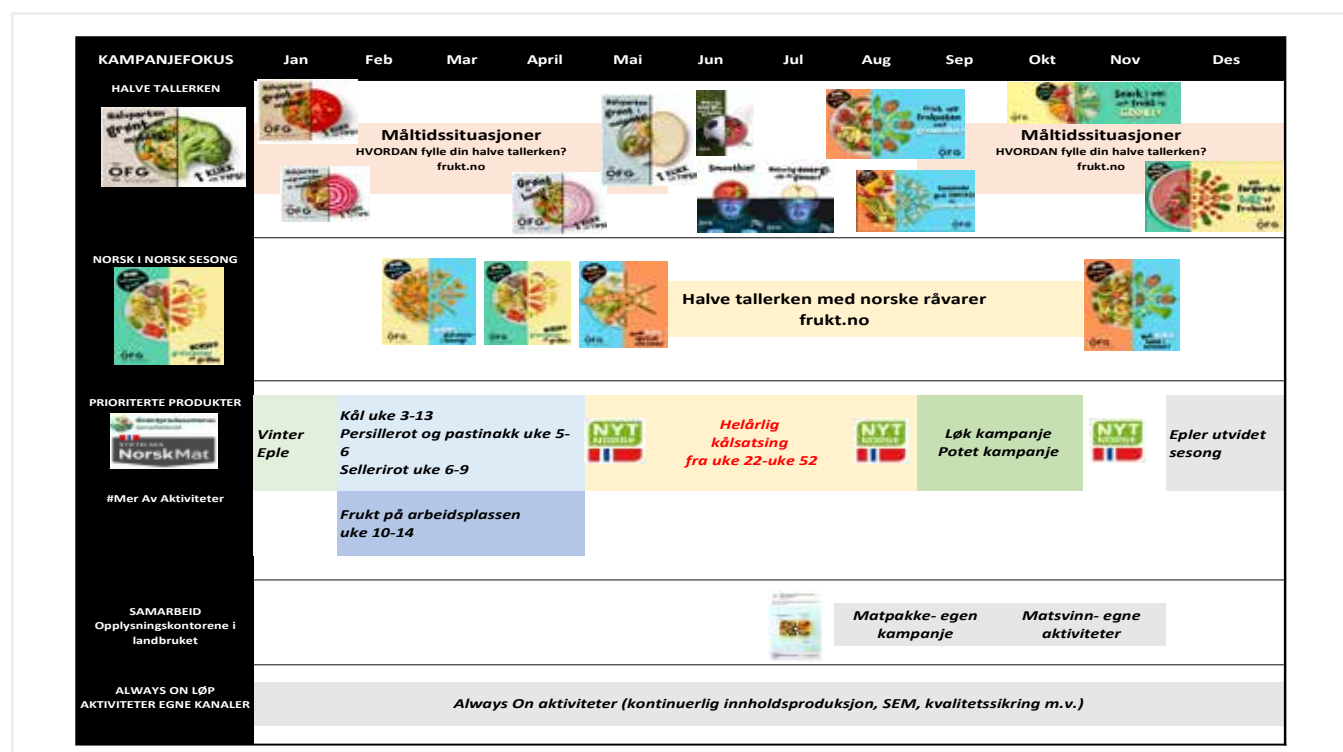 KAMPANJEFOKUS Jan Feb Mar April Mai Jun Jul Aug Sep Okt Nov Des
HALVE TALLERKEN
Halvparten
grønt
ÖFG
Måltidssituasjoner
HVORDAN fylle din halve tallerken?
frukt.no
Smoothie!
Måltidssituasjoner
HVORDAN fylle din halve tallerken?
frukt.no
NORSK I NORSK SESONG
ÖFG
Halve tallerken med norske råvarer
frukt.no
PRIORITERTE PRODUKTER
STIFTELSEN
NorskMat
Vinter
Eple
Kål uke 3-13
Persillerot og pastinakk uke 5-
6
Sellerirot uke 6-9
NYT
NORGE
Helårlig
kålsatsing
fra uke 22-uke 52
NYT
NORGE
Løk kampanje
Potet kampanje
NYT
NORGE
Epler utvidet
sesong
#Mer Av Aktiviteter
Frukt på arbeidsplassen
uke 10-14
SAMARBEID
Opplysningskontorene i
landbruket
Matpakke- egen
kampanje
Matsvinn- egne
aktiviteter
ALWAYS ON LØP
AKTIVITETER EGNE KANALER
Always On aktiviteter (kontinuerlig innholdsproduksjon, SEM, kvalitetssikring m.v.)